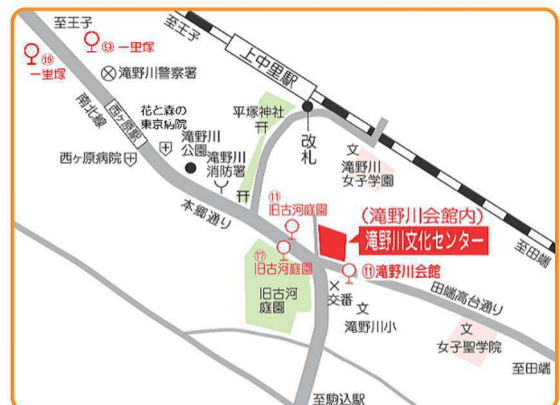 至王子
⑬ 一里塚
⑲
一里塚
滝野川警察署
南北線
西ヶ原駅
花と森の
東京病院
西ヶ原病院
滝野川
公園
滝野川
消防署
本郷通り
至王子
上中里駅
平塚神社
改札
文
滝野川
女子学園
⑪
旧古河庭園
(滝野川会館内)
滝野川文化センター
至田端
⑰
旧古河庭園
⑪滝野川会館
旧古河
庭園
交番
文
滝野川小
田端高台通り
文
女子聖学院
至田端
至駒込駅